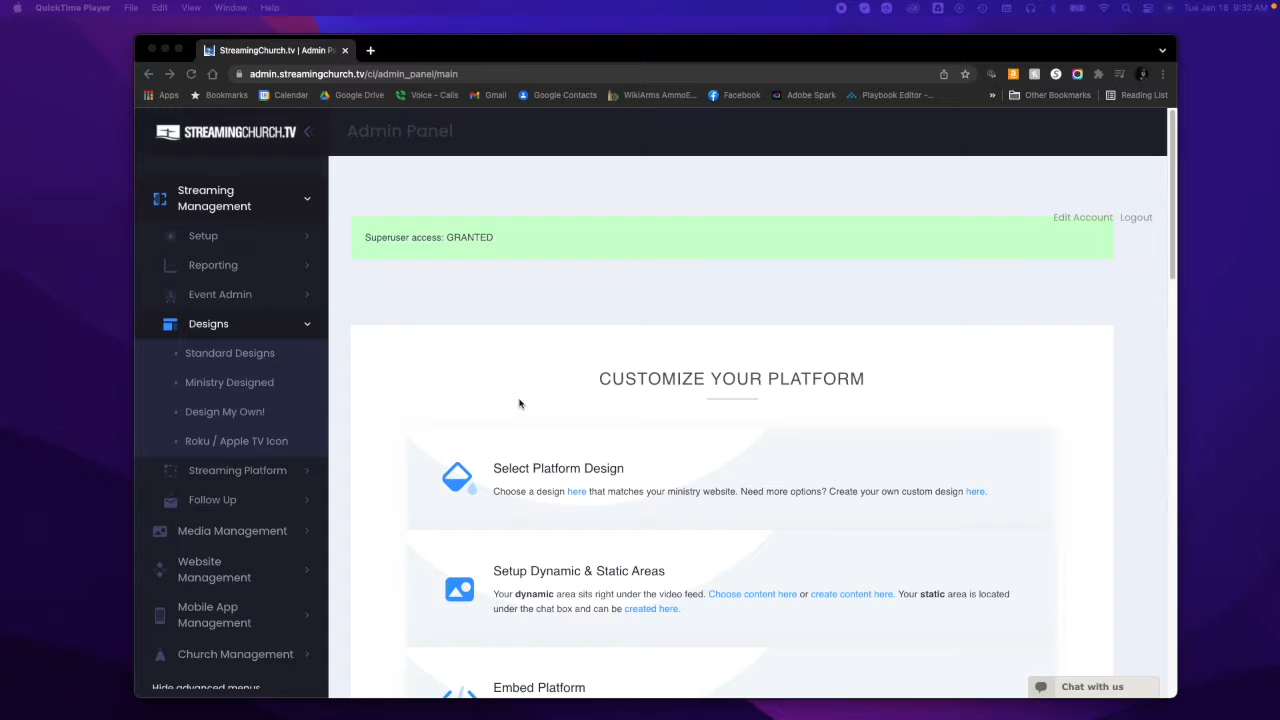 QuickTime Player File Edit View Window Help Tue Jan 18 9:32 AM
StreamingChurch.tv | Admin P
admin.streamingchurch.tv/ci/admin_panel/main
Apps Bookmarks Calendar Google Drive Voice - Calls Gmail Google Contacts WikiArms AmmoE... Facebook Adobe Spark Playbook Editor -... » Other Bookmarks Reading List
STREAMINGCHURCH.TV
Admin Panel
Streaming
Management
Setup
Reporting
Event Admin
Designs
Standard Designs
Ministry Designed
Design My Own!
Roku / Apple TV Icon
Streaming Platform
Follow Up
Media Management
Website
Management
Mobile App
Management
Church Management
Hide advanced menus
Edit Account Logout
Superuser access: GRANTED
CUSTOMIZE YOUR PLATFORM
Select Platform Design
Choose a design here that matches your ministry website. Need more options? Create your own custom design here.
Setup Dynamic & Static Areas
Your dynamic area sits right under the video feed. Choose content here or create content here. Your static area is located
under the chat box and can be created here.
Embed Platform
Chat with us